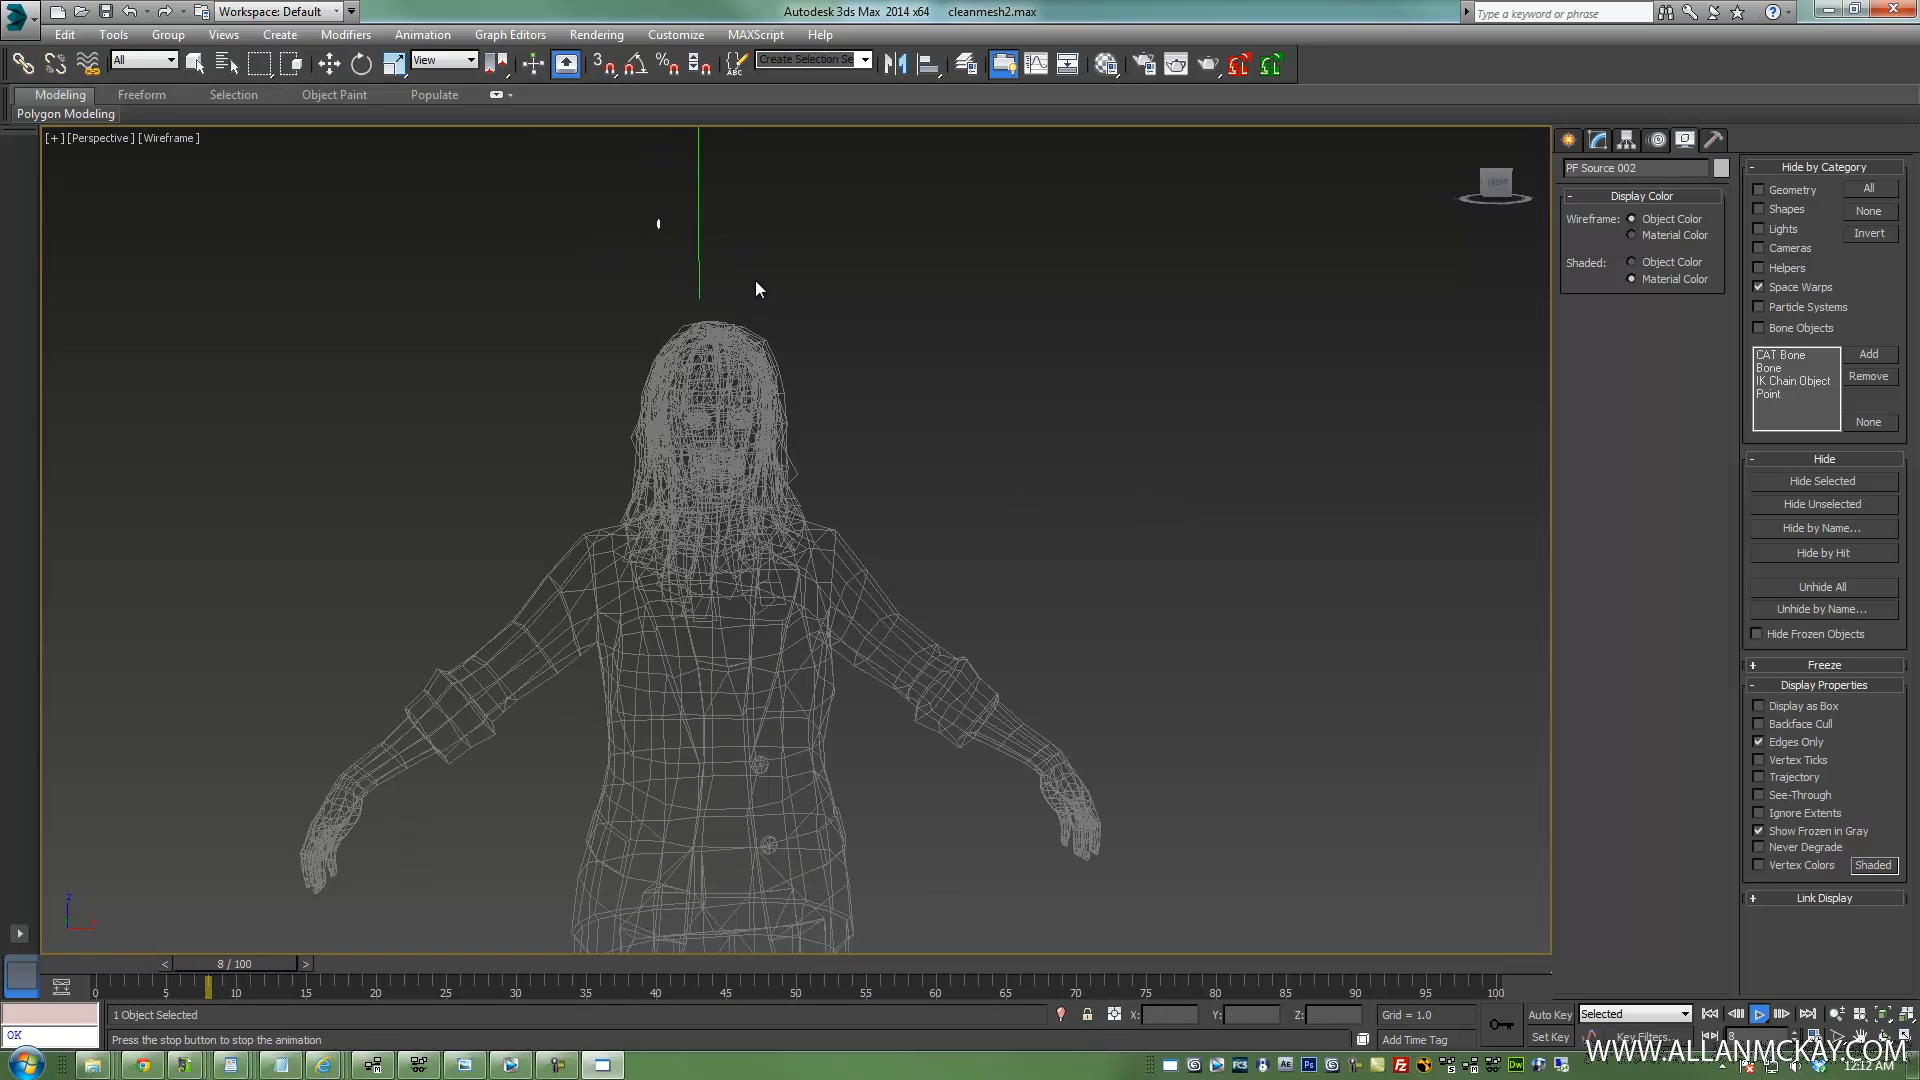 Workspace: Default
Autodesk 3ds Max 2014 x64 cleanmesh2.max
Type a keyword or phrase
Edit Tools Group Views Create Modifiers Animation Graph Editors Rendering Customize MAXScript Help
All
View
3
Create Selection Se
ABC
Modeling Freeform Selection Object Paint Populate
Polygon Modeling
[+] [Perspective] [Wireframe]
FRONT
PF Source 002
- Display Color
Wireframe: Object Color
Material Color
Shaded: Object Color
Material Color
- Hide by Category
Geometry All
Shapes None
Lights Invert
Cameras
Helpers
Space Warps
Particle Systems
Bone Objects
CAT Bone Add
Bone
IK Chain Object Remove
Point
None
- Hide
Hide Selected
Hide Unselected
Hide by Name...
Hide by Hit
Unhide All
Unhide by Name...
Hide Frozen Objects
+ Freeze
- Display Properties
Display as Box
Backface Cull
Edges Only
Vertex Ticks
Trajectory
See-Through
Ignore Extents
Show Frozen in Gray
Never Degrade
Vertex Colors Shaded
+ Link Display
z
< 8 / 100 >
0 5 10 15 20 25 30 35 40 45 50 55 60 65 70 75 80 85 90 95 100
1 Object Selected X: Y: Z: Grid = 1.0 Auto Key Selected
OK Press the stop button to stop the animation Add Time Tag Set Key Key Filters... 8
WWW.ALLANMCKAY.COM
12:12 AM